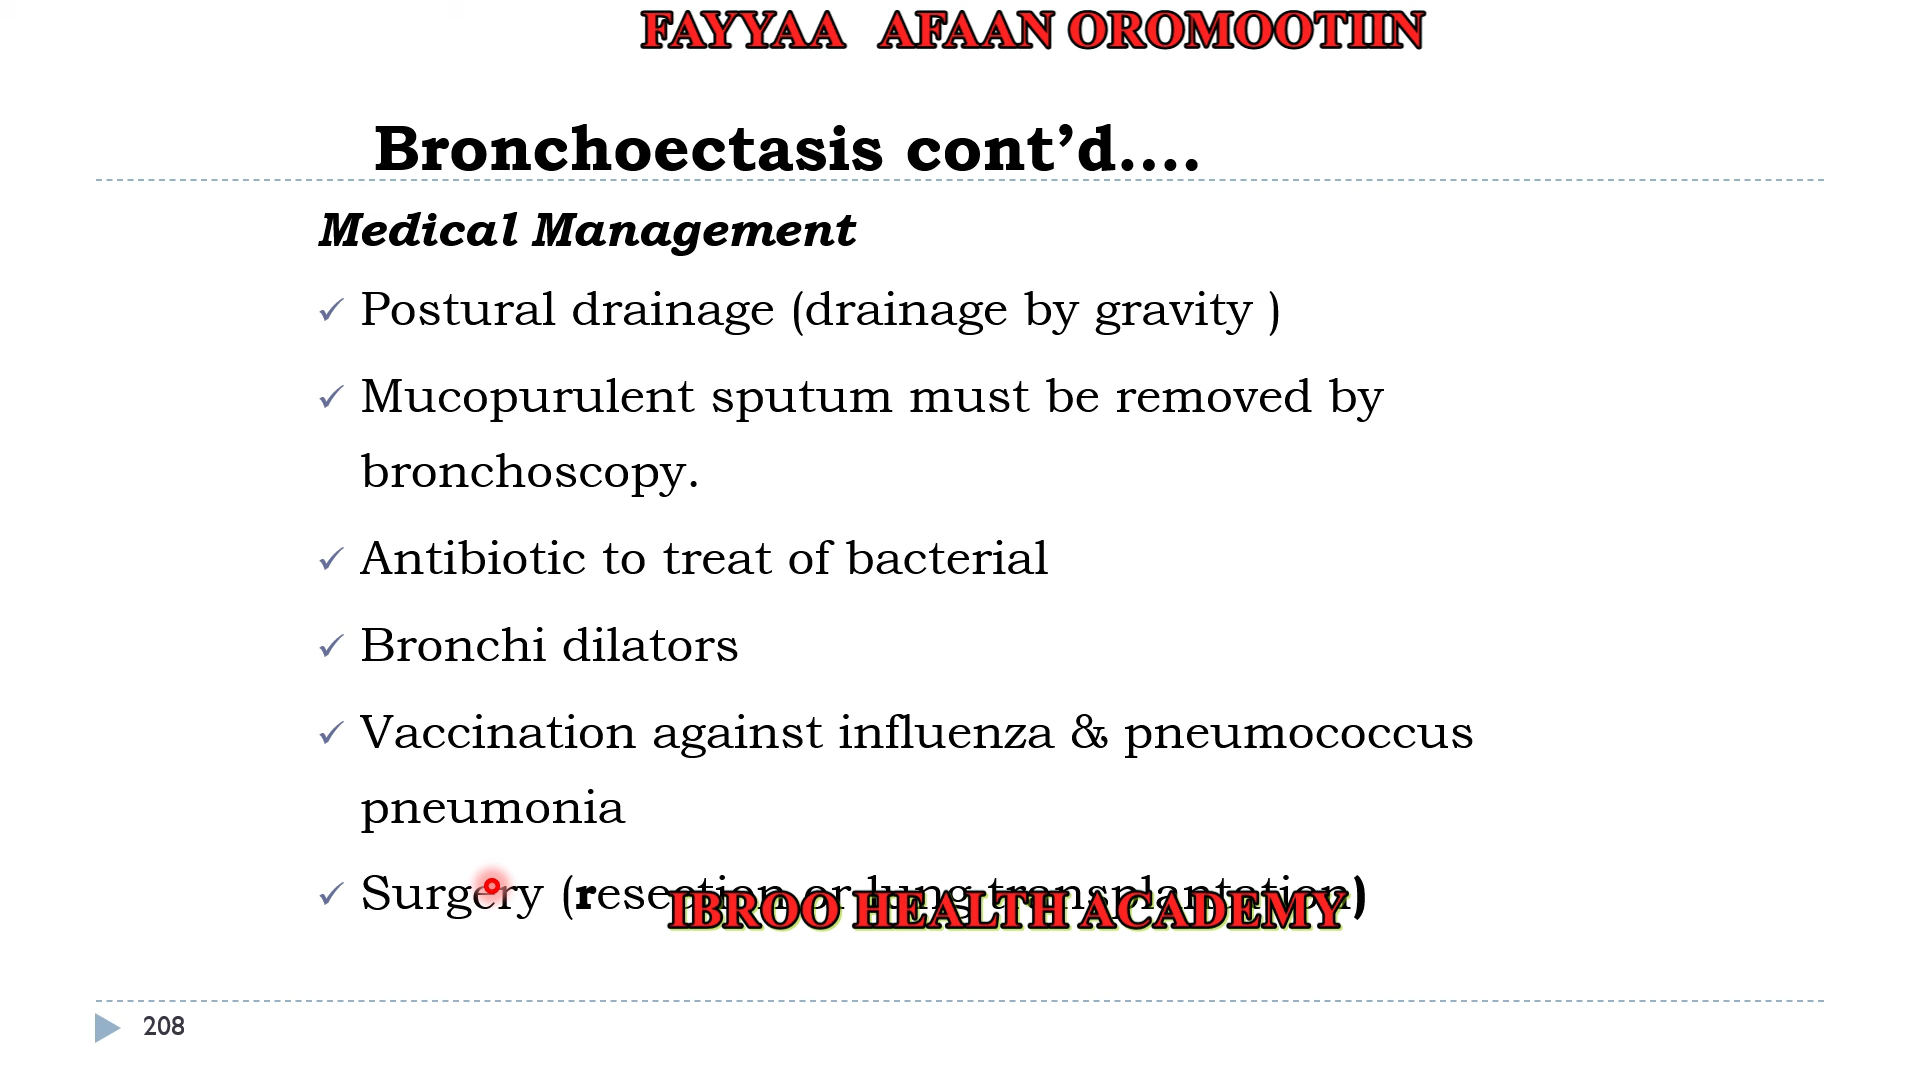 FAYYAA AFAAN OROMOOTIIN
Bronchoectasis cont’d....
Medical Management
✓ Postural drainage (drainage by gravity )
✓ Mucopurulent sputum must be removed by
bronchoscopy.
✓ Antibiotic to treat of bacterial
✓ Bronchi dilators
✓ Vaccination against influenza & pneumococcus
pneumonia
✓ Surgery (resection or lung transplantation)
IBROO HEALTH ACADEMY
208